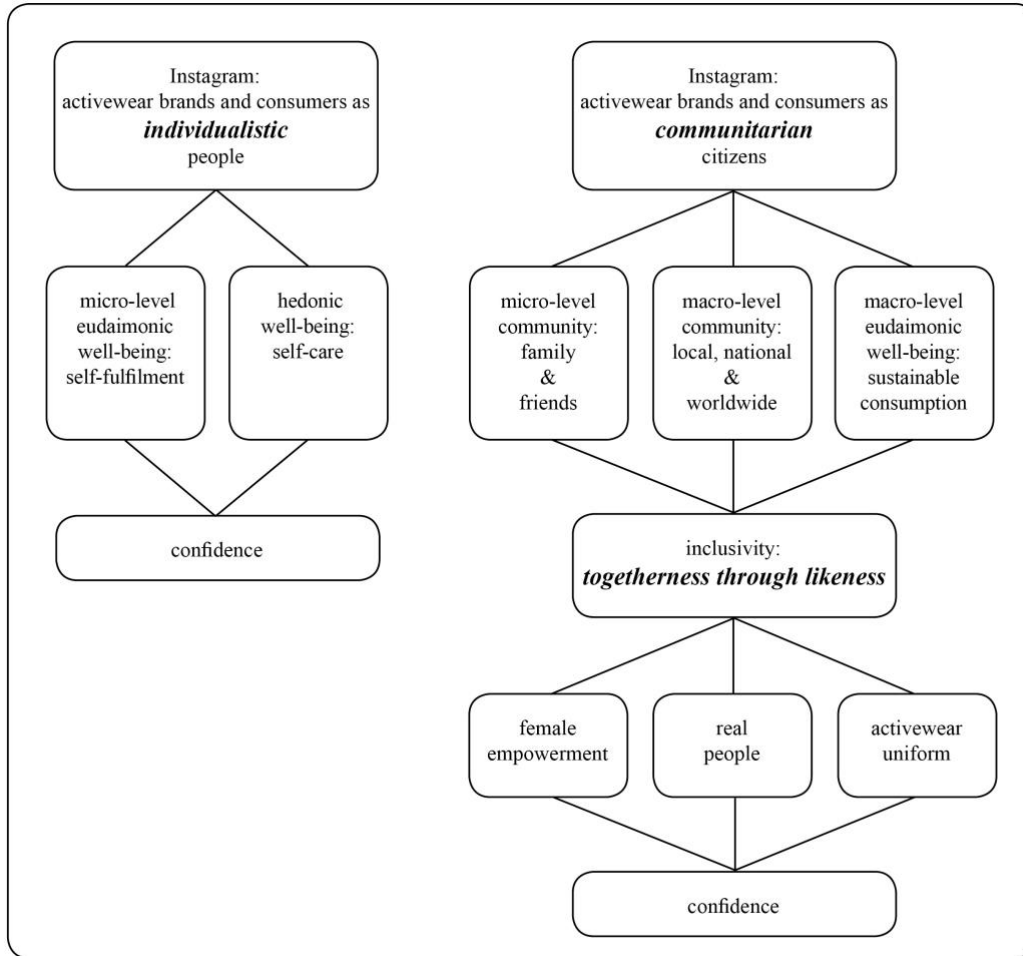 Instagram:
activewear brands and consumers as
individualistic
people
micro-level
eudaimonic
well-being:
self-fulfilment
hedonic
well-being:
self-care
confidence
Instagram:
activewear brands and consumers as
communitarian
citizens
micro-level
community:
family
&
friends
macro-level
community:
local, national
&
worldwide
macro-level
eudaimonic
well-being:
sustainable
consumption
inclusivity:
togetherness through likeness
female
empowerment
real
people
activewear
uniform
confidence